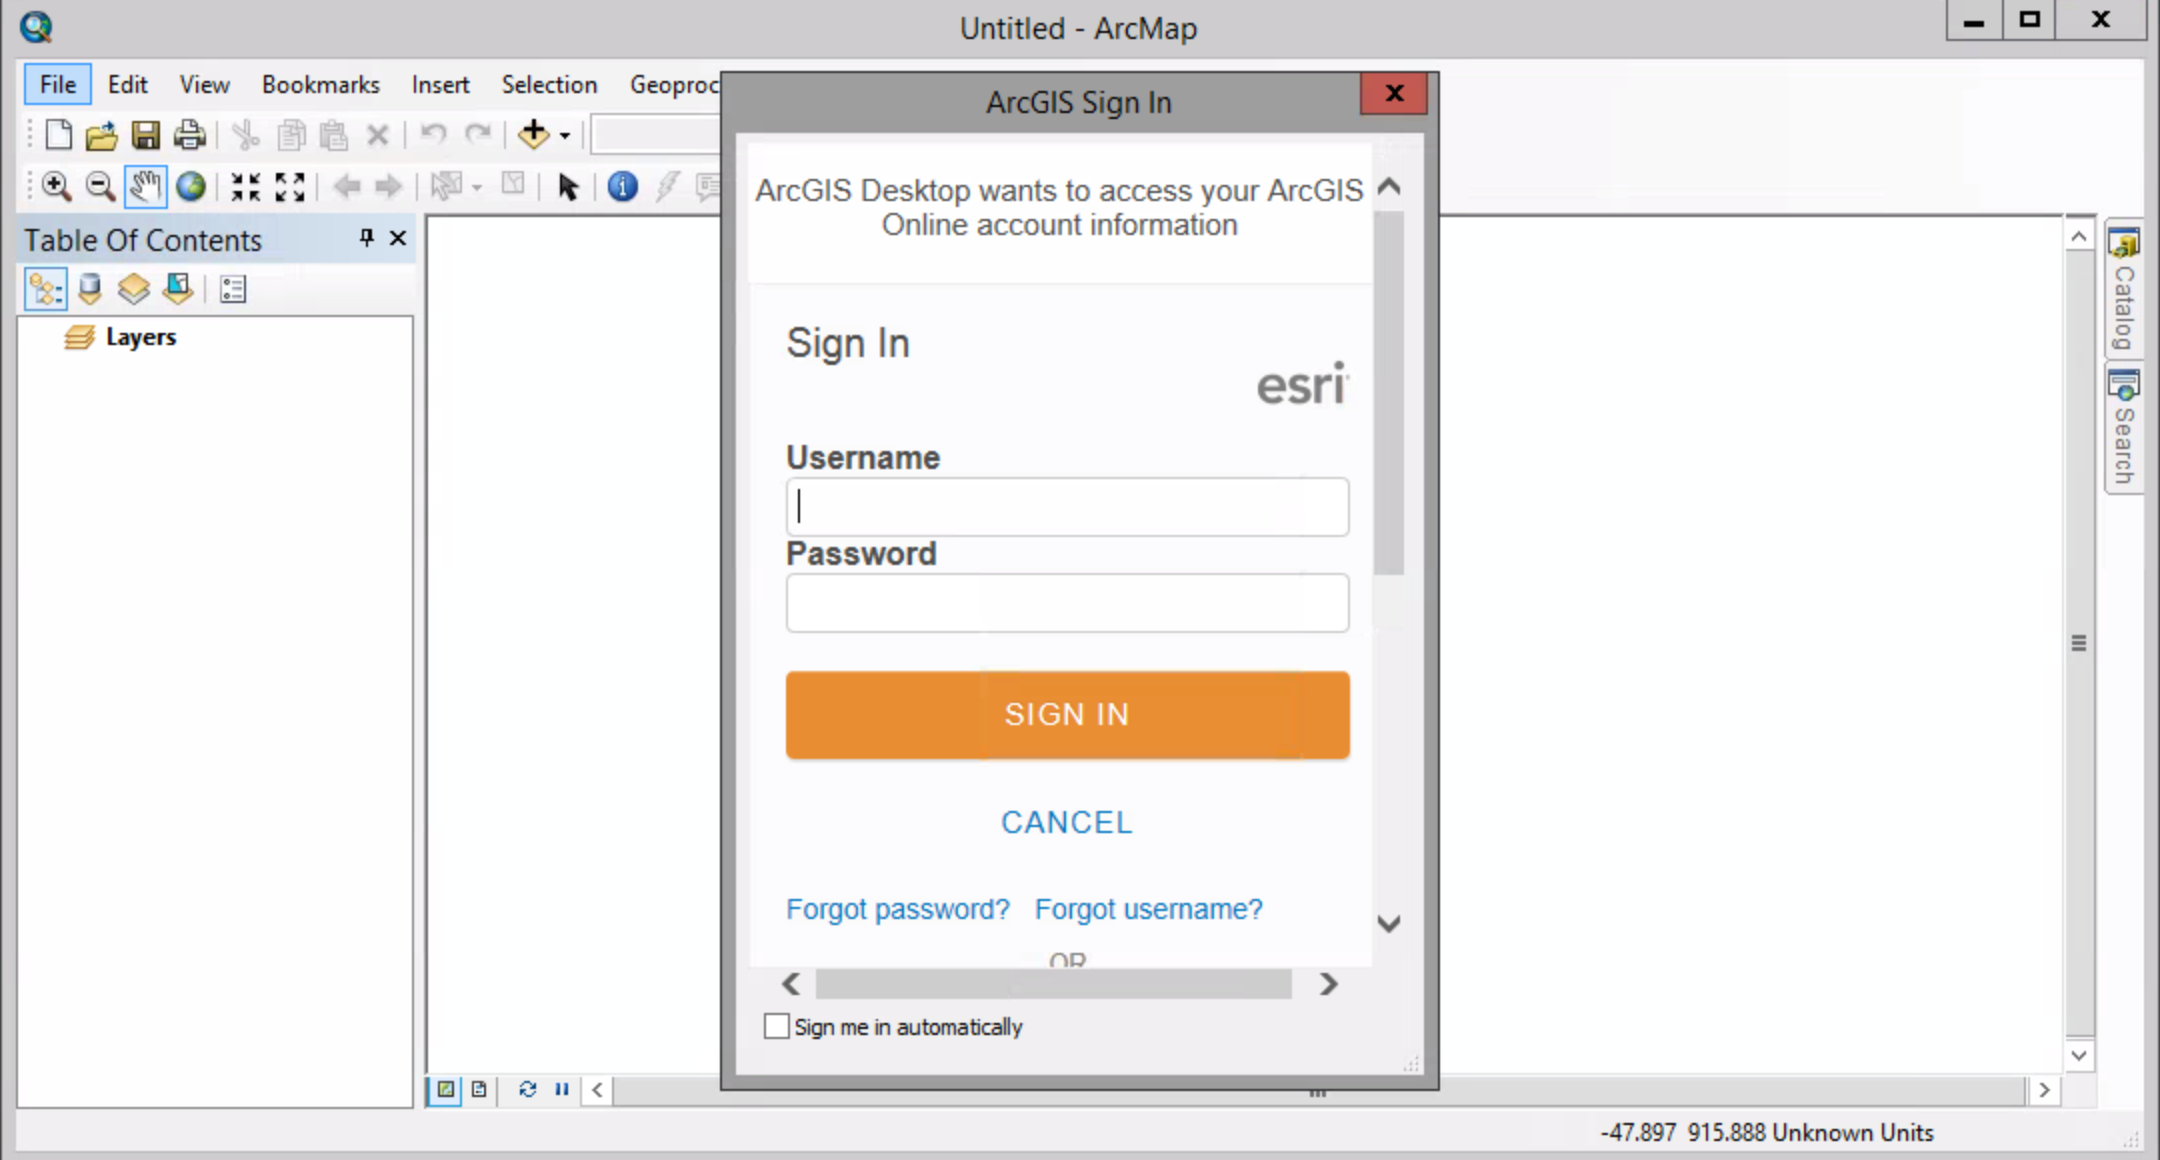 Untitled - ArcMap
File Edit View Bookmarks Insert Selection Geoproc
ArcGIS Sign In
ArcGIS Desktop wants to access your ArcGIS
Online account information
Table Of Contents
Layers
Sign In
esri
Username
Password
SIGN IN
CANCEL
Forgot password? Forgot username?
OR
Sign me in automatically
Catalog
Search
-47.897 915.888 Unknown Units